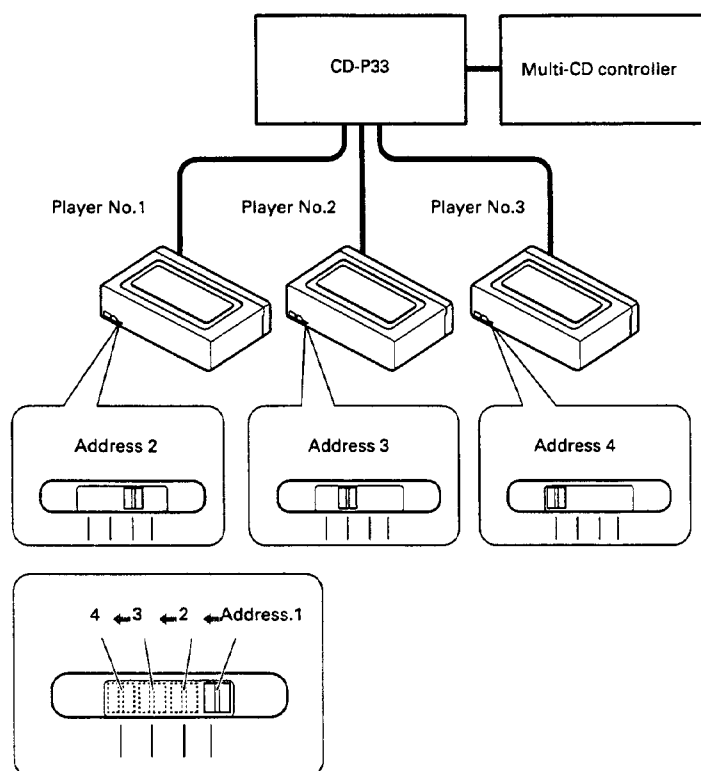 CD-P33
Multi-CD controller
Player No.1
Player No.2
Player No.3
Address 2
Address 3
Address 4
4 ← 3 ← 2 ← Address.1